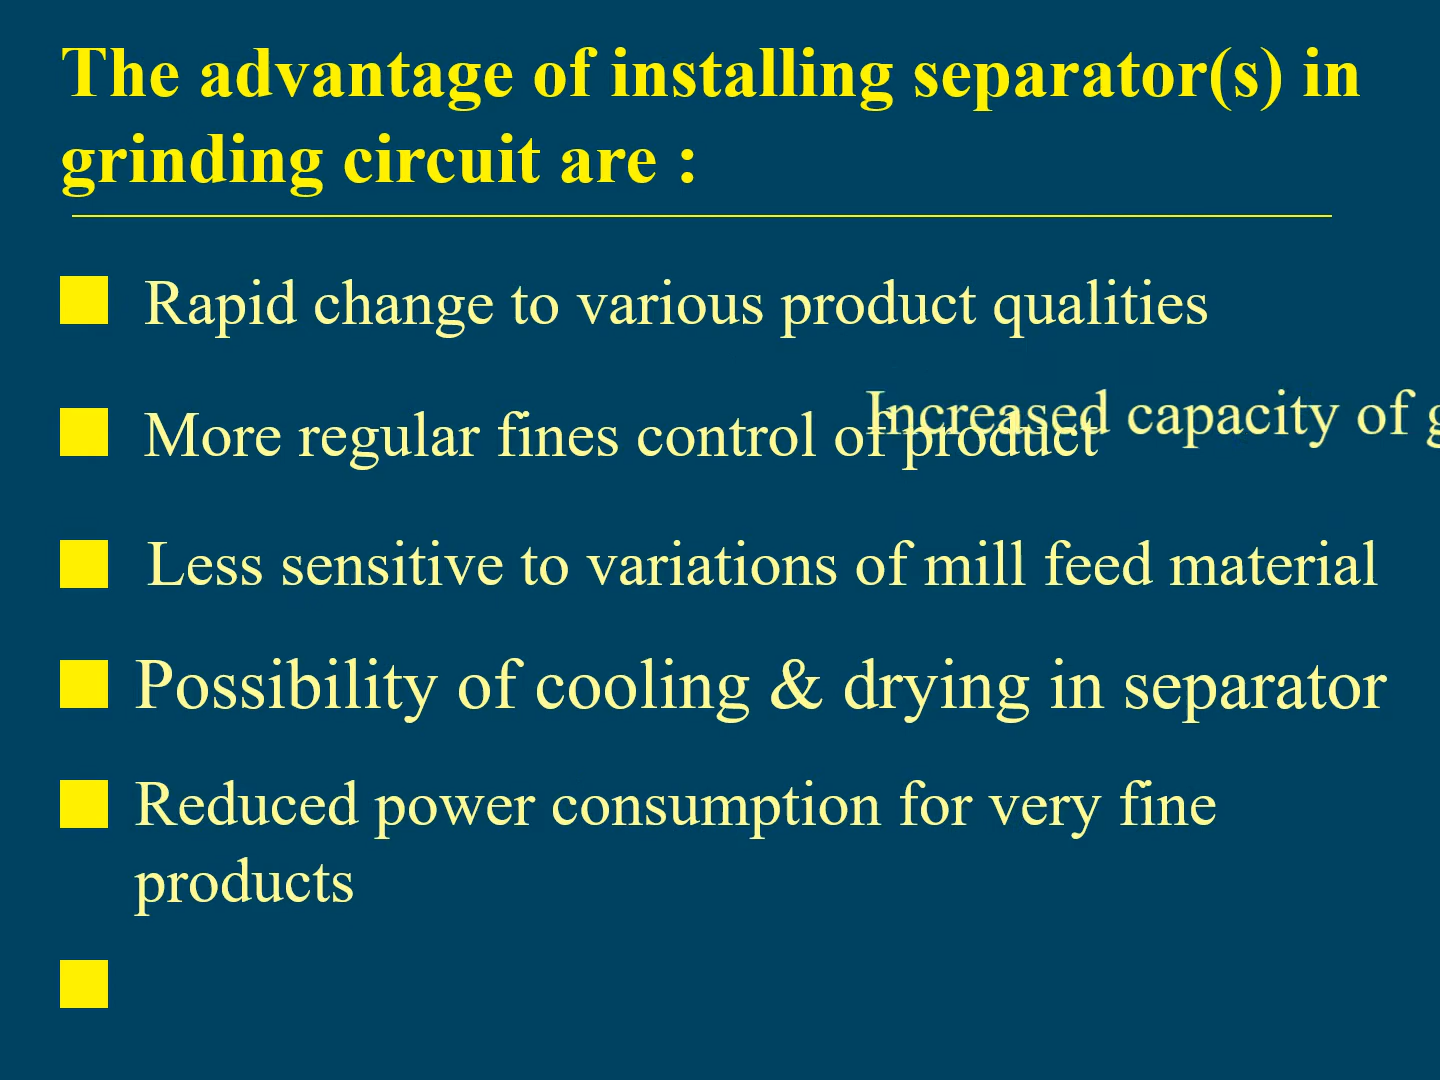 The advantage of installing separator(s) in
grinding circuit are :
Rapid change to various product qualities
Increased capacity of g
More regular fines control of product
Less sensitive to variations of mill feed material
Possibility of cooling & drying in separator
Reduced power consumption for very fine
products